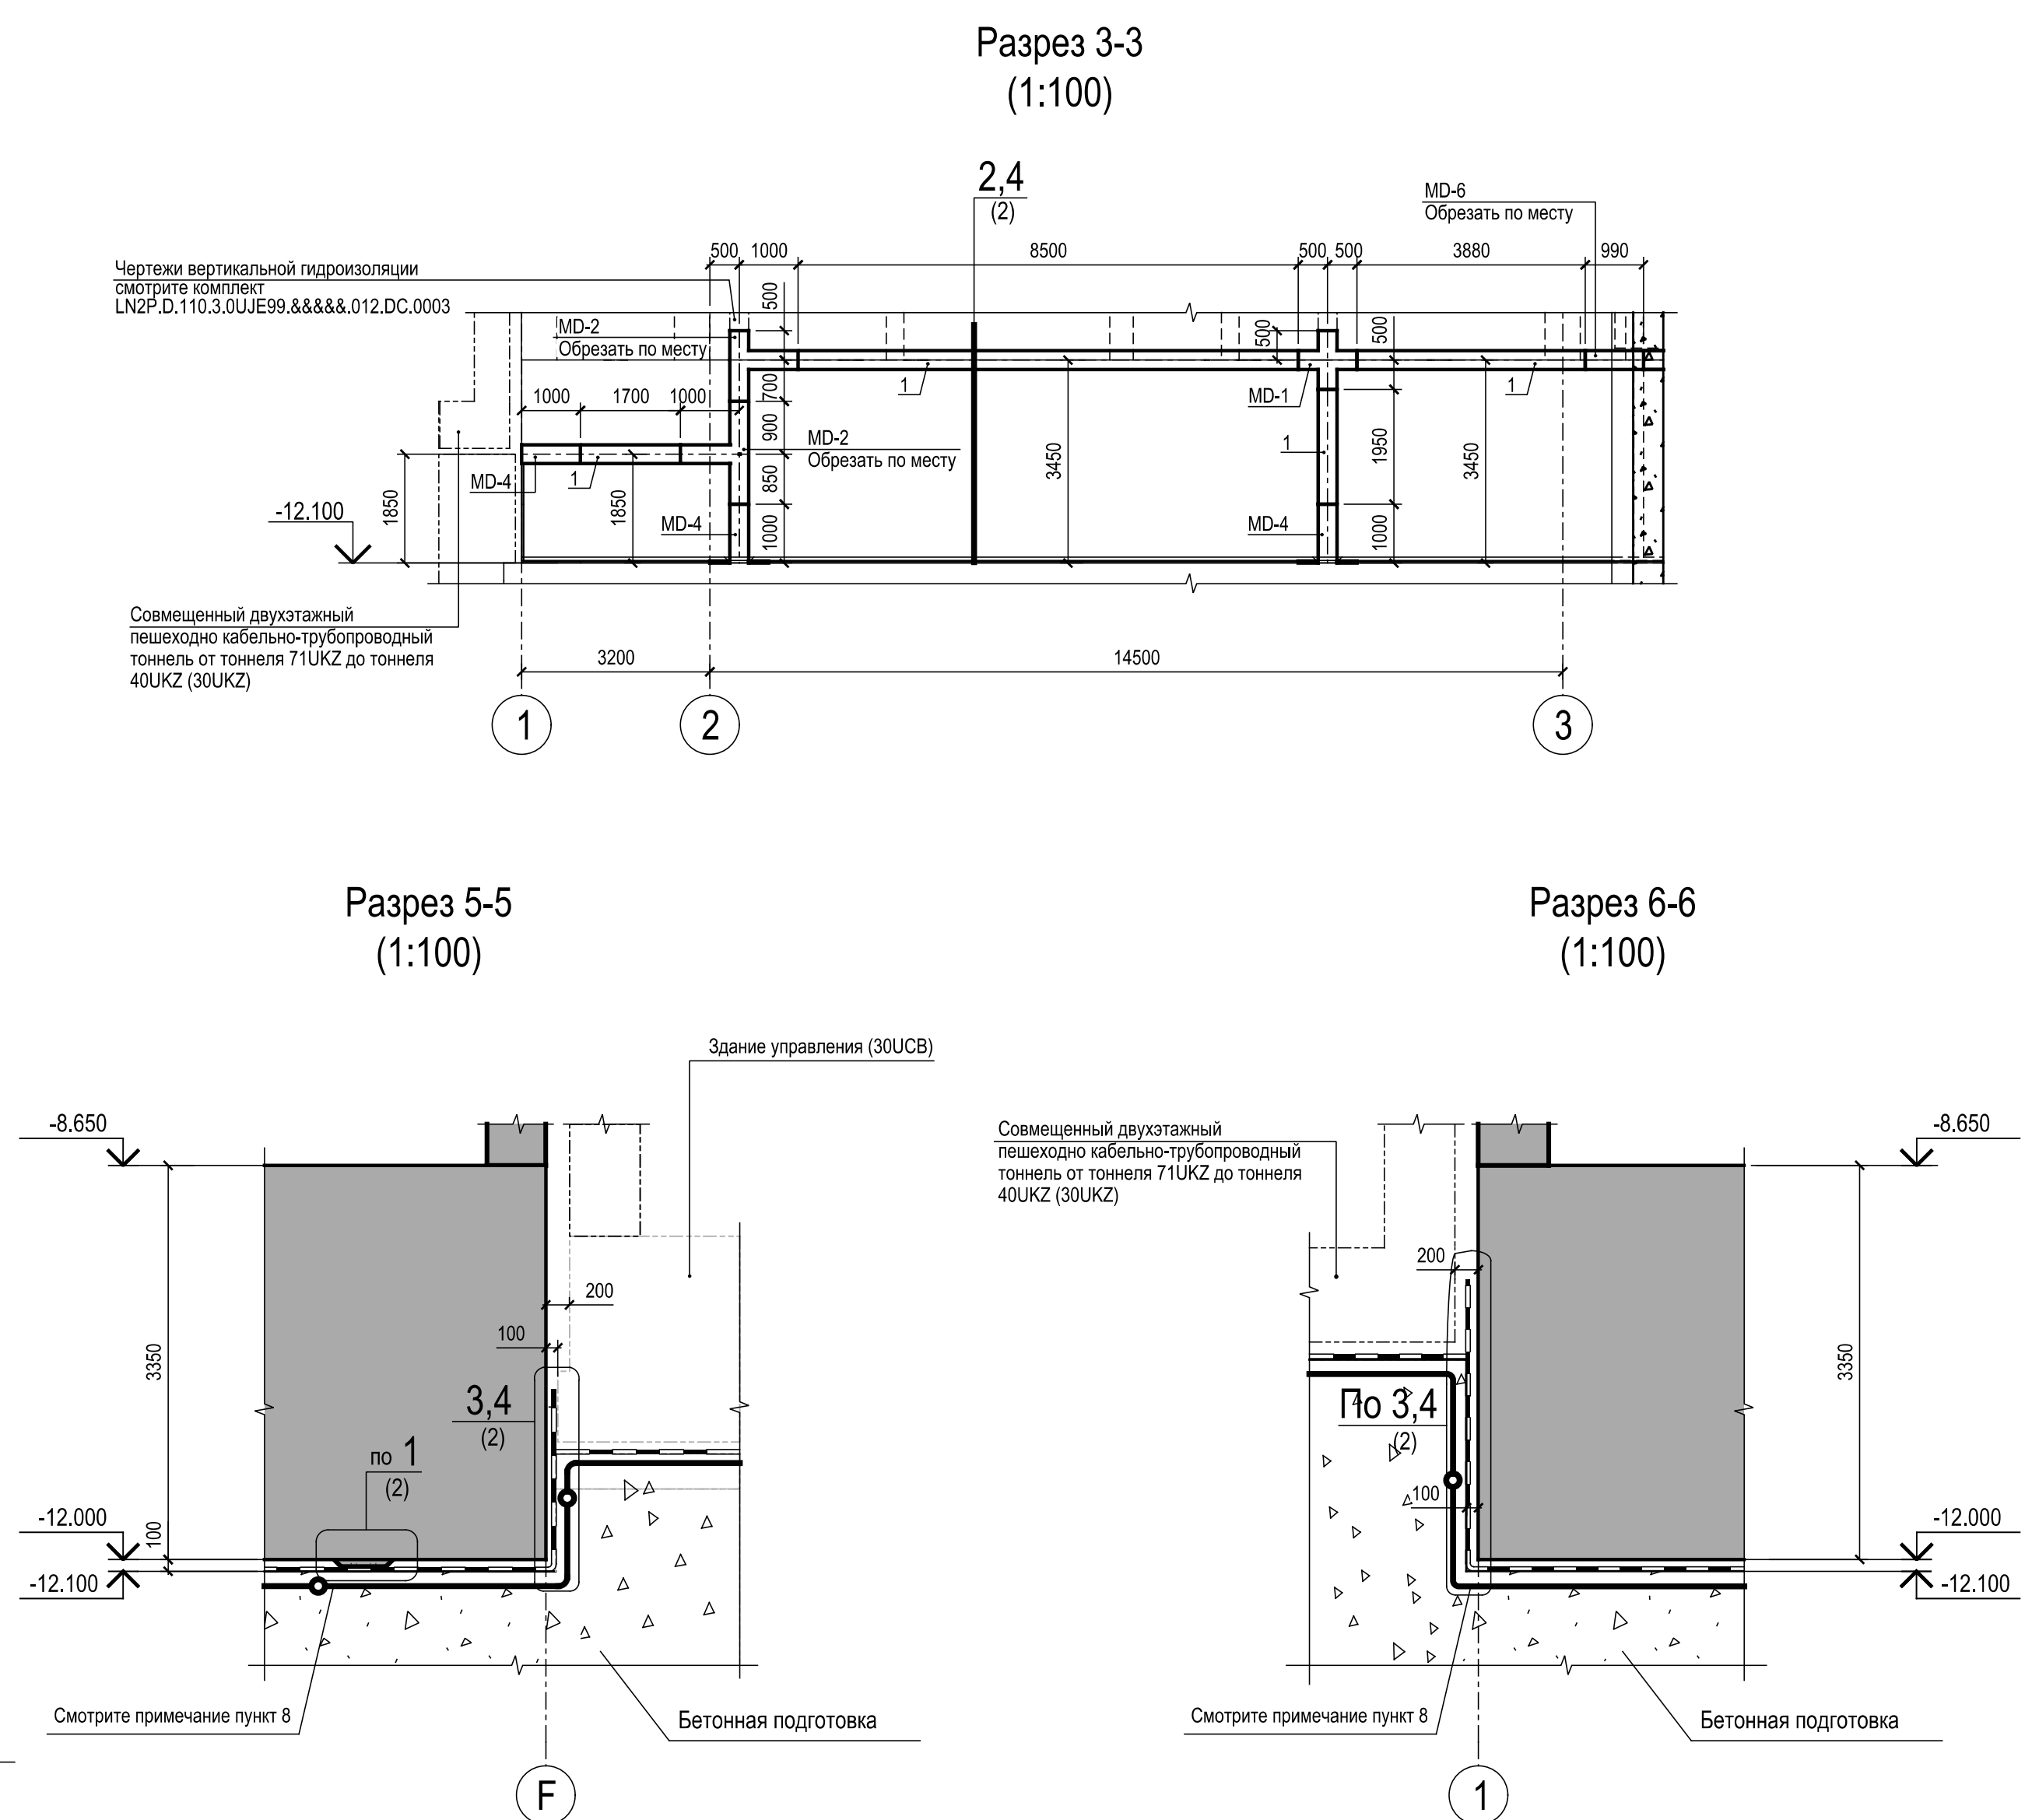 Разрез 3-3
(1:100)
2,4
(2)
MD-6
Обрезать по месту
500
1000
8500
500
500
3880
990
Чертежи вертикальной гидроизоляции
смотрите комплект
LN2P.D.110.3.0UJE99.&&&&&.012.DC.0003
500
MD-2
Обрезать по месту
500
500
1
1
700
1000
1700
1000
MD-1
900
MD-2
Обрезать по месту
1
1950
3450
3450
850
MD-4
1
1850
1850
-12.100
MD-4
1000
MD-4
1000
Совмещенный двухэтажный
пешеходно кабельно-трубопроводный
тоннель от тоннеля 71UKZ до тоннеля
40UKZ (30UKZ)
3200
14500
1
2
3
Разрез 5-5
(1:100)
Здание управления (30UCB)
-8.650
200
100
3350
3,4
(2)
по 1
(2)
-12.000
100
-12.100
Смотрите примечание пункт 8
Бетонная подготовка
F
Разрез 6-6
(1:100)
Совмещенный двухэтажный
пешеходно кабельно-трубопроводный
тоннель от тоннеля 71UKZ до тоннеля
40UKZ (30UKZ)
-8.650
200
3350
По 3,4
(2)
100
-12.000
-12.100
Смотрите примечание пункт 8
Бетонная подготовка
1